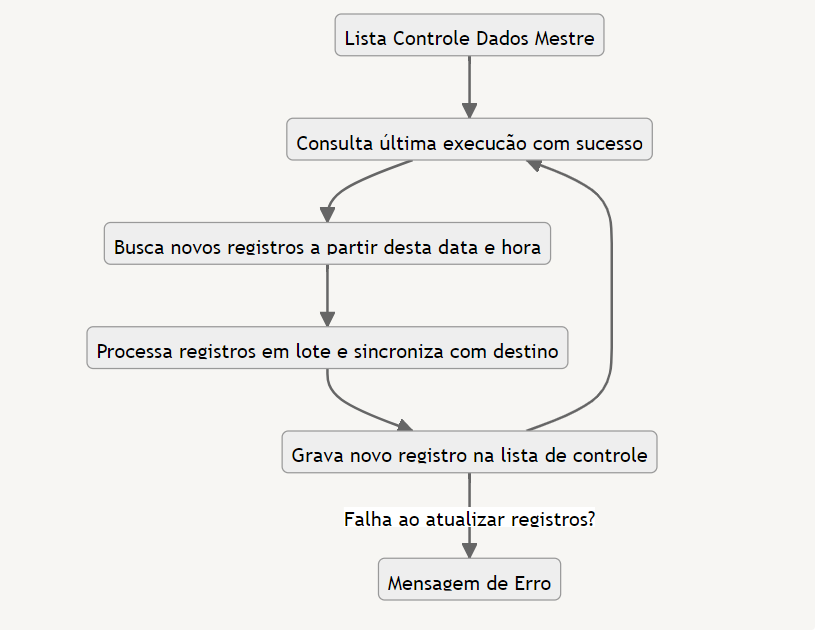 Lista Controle Dados Mestre
Consulta última execucão com sucesso
Busca novos registros a partir desta data e hora
Processa registros em lote e sincroniza com destino
Grava novo registro na lista de controle
Falha ao atualizar registros?
Mensagem de Erro